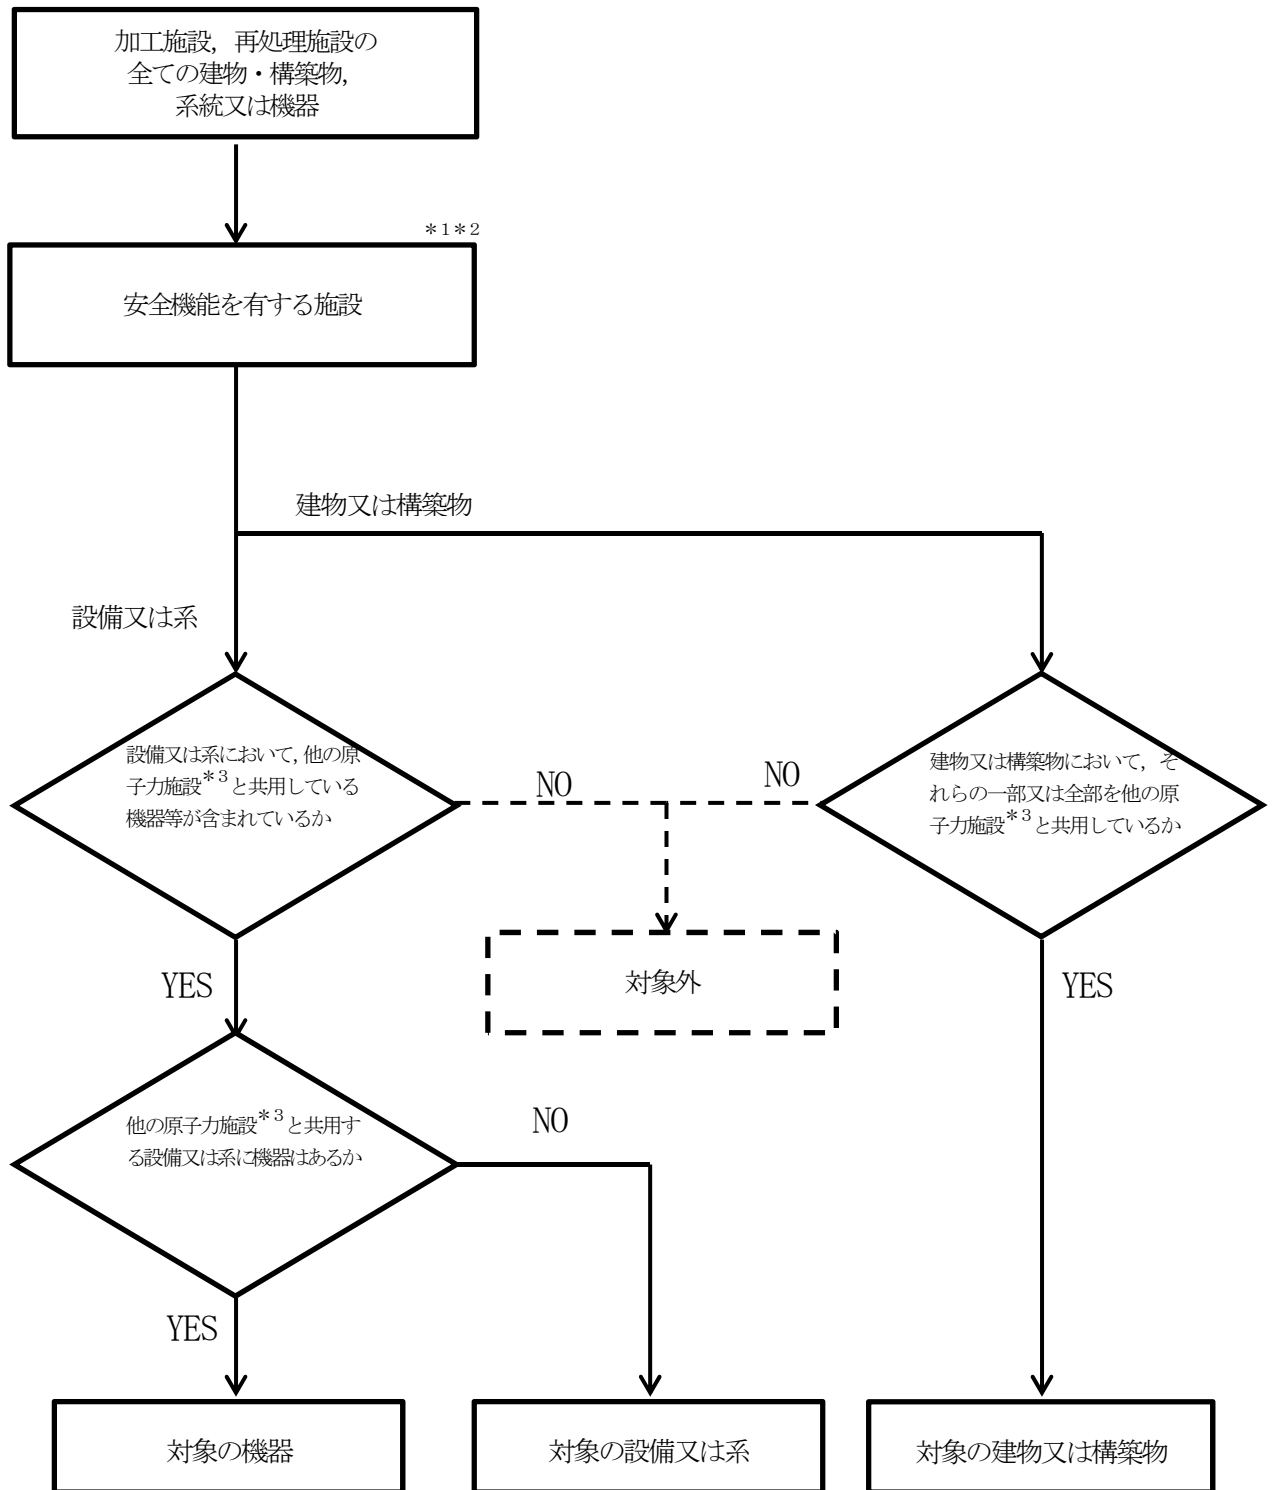 加工施設，再処理施設の
全ての建物・構築物，
系統又は機器
*1*2
安全機能を有する施設
建物又は構築物
設備又は系
設備又は系において，他の原
子力施設*3と共用している
機器等が含まれているか
NO
NO
建物又は構築物において，そ
れらの一部又は全部を他の原
子力施設*3と共用しているか
対象外
YES
YES
他の原子力施設*3と共用す
る設備又は系に機器はあるか
NO
YES
対象の機器
対象の設備又は系
対象の建物又は構築物